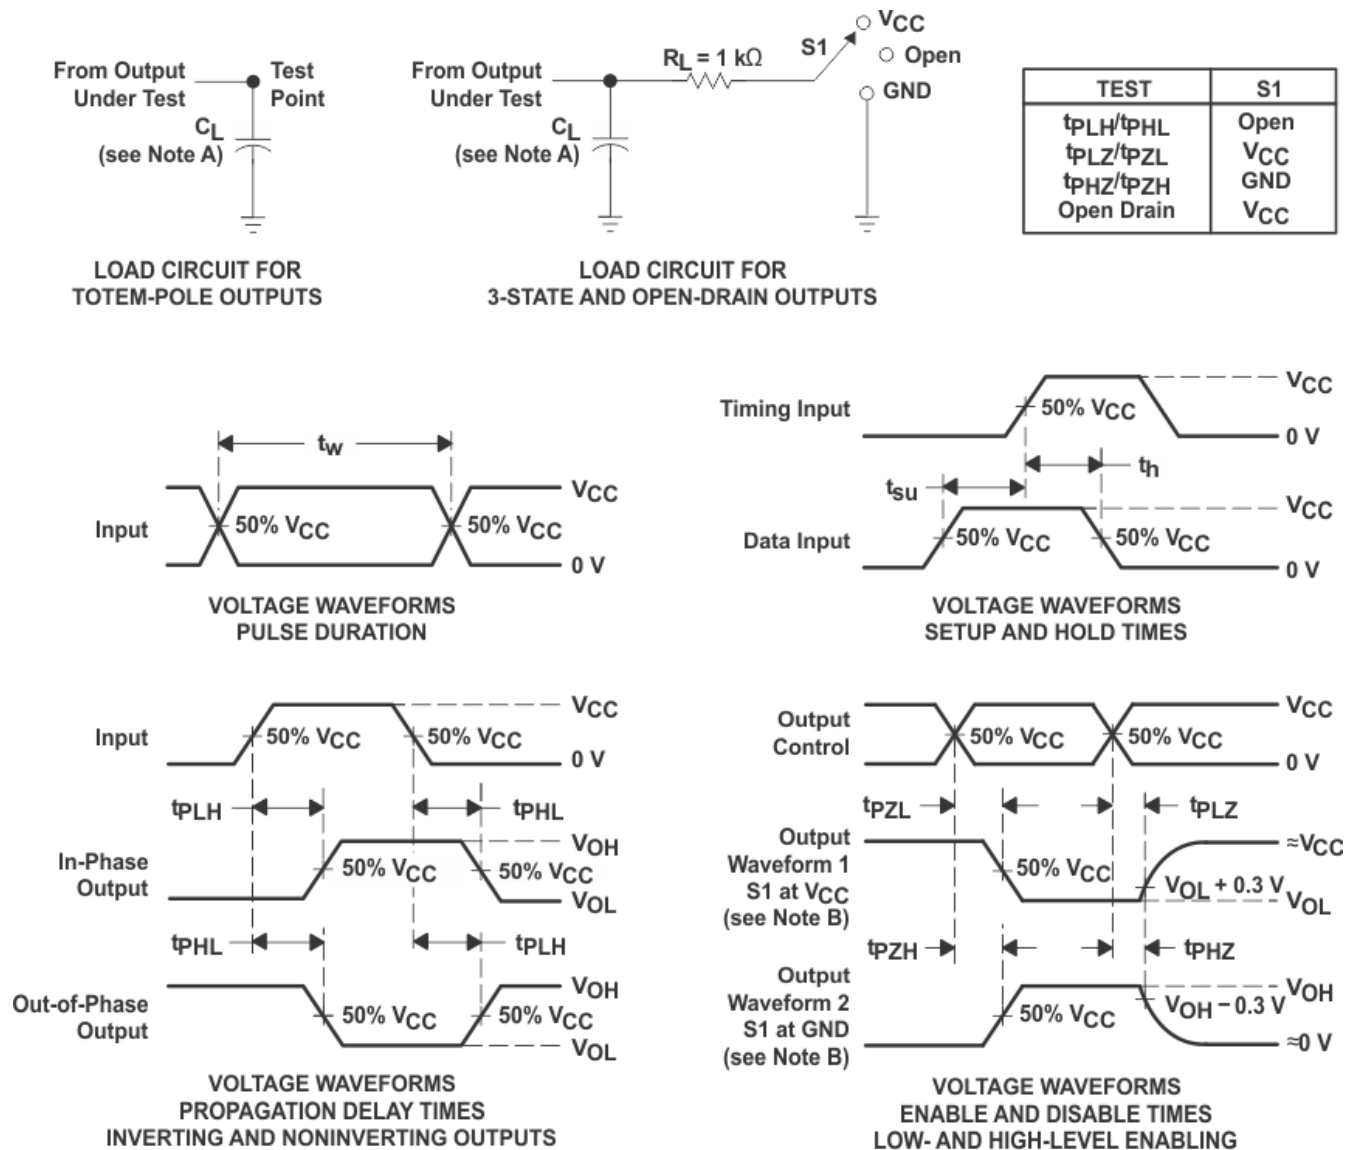 From Output
Under Test
Test
Point
CL
(see Note A)
LOAD CIRCUIT FOR
TOTEM-POLE OUTPUTS
From Output
Under Test
RL = 1 kΩ
S1
VCC
Open
GND
CL
(see Note A)
LOAD CIRCUIT FOR
3-STATE AND OPEN-DRAIN OUTPUTS
TEST S1
tPLH/tPHL Open
tPLZ/tPZL VCC
tPHZ/tPZH GND
Open Drain VCC
tw
Input
50% VCC
50% VCC
VCC
0 V
VOLTAGE WAVEFORMS
PULSE DURATION
Timing Input
50% VCC
VCC
0 V
th
tsu
Data Input
50% VCC
50% VCC
VCC
0 V
VOLTAGE WAVEFORMS
SETUP AND HOLD TIMES
Input
50% VCC
50% VCC
VCC
0 V
tPLH
tPHL
In-Phase
Output
50% VCC
50% VCC
VOH
VOL
tPHL
tPLH
Out-of-Phase
Output
50% VCC
50% VCC
VOH
VOL
VOLTAGE WAVEFORMS
PROPAGATION DELAY TIMES
INVERTING AND NONINVERTING OUTPUTS
Output
Control
50% VCC
50% VCC
VCC
0 V
tPZL
tPLZ
Output
Waveform 1
S1 at VCC
(see Note B)
50% VCC
VOL + 0.3 V
≈VCC
VOL
tPZH
tPHZ
Output
Waveform 2
S1 at GND
(see Note B)
50% VCC
VOH − 0.3 V
VOH
≈0 V
VOLTAGE WAVEFORMS
ENABLE AND DISABLE TIMES
LOW- AND HIGH-LEVEL ENABLING